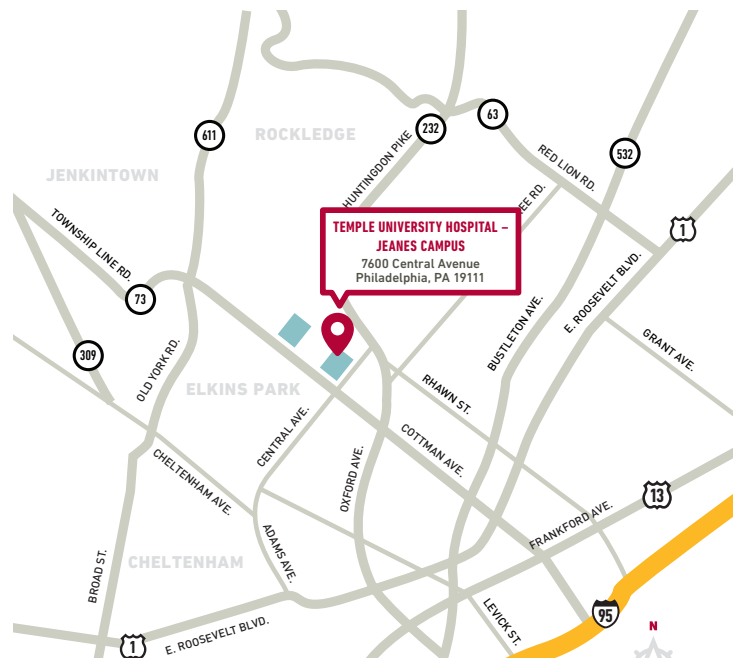 611
ROCKLEDGE
232
63
532
JENKINTOWN
HUNTINGDON PIKE
RED LION RD.
EE RD.
TOWNSHIP LINE RD.
TEMPLE UNIVERSITY HOSPITAL –
JEANES CAMPUS
7600 Central Avenue
Philadelphia, PA 19111
1
E. ROOSEVELT BLVD.
73
309
OLD YORK RD.
BUSTLETON AVE.
GRANT AVE.
ELKINS PARK
RHAWN ST.
CENTRAL AVE.
COTTMAN AVE.
CHELTENHAM AVE.
OXFORD AVE.
13
FRANKFORD AVE.
ADAMS AVE.
CHELTENHAM
BROAD ST.
LEVICK ST.
95
1
E. ROOSEVELT BLVD.
N